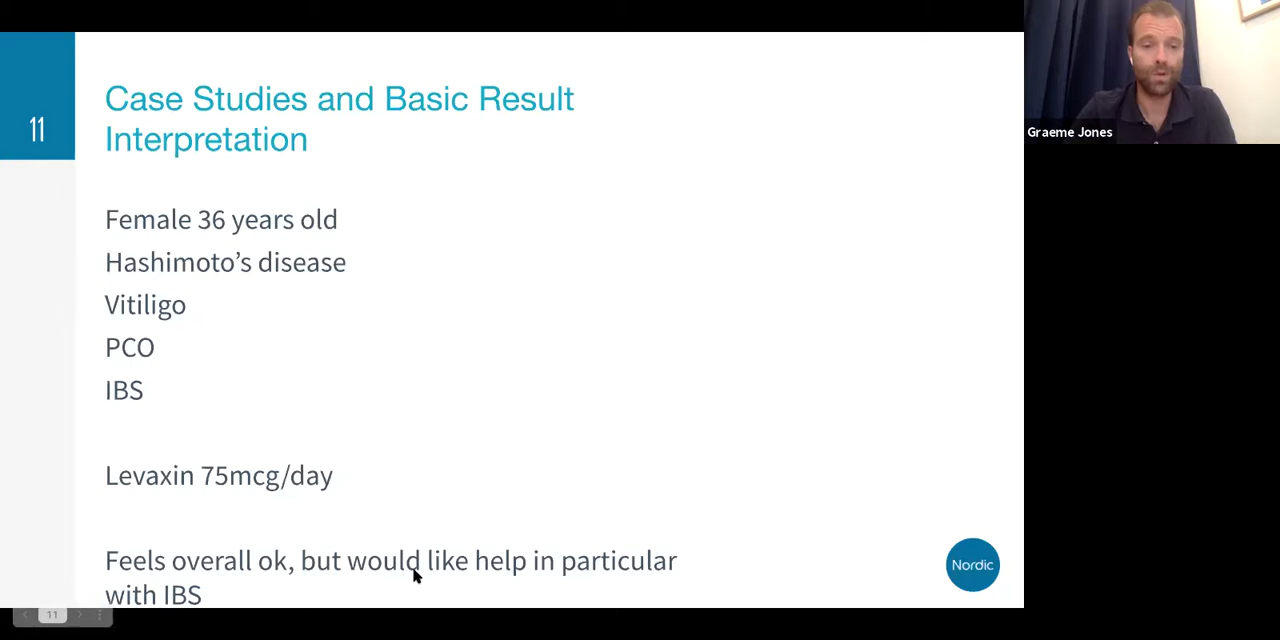 11
Case Studies and Basic Result
Interpretation
Female 36 years old
Hashimoto’s disease
Vitiligo
PCO
IBS
Levaxin 75mcg/day
Feels overall ok, but would like help in particular
with IBS
Nordic
11
Graeme Jones